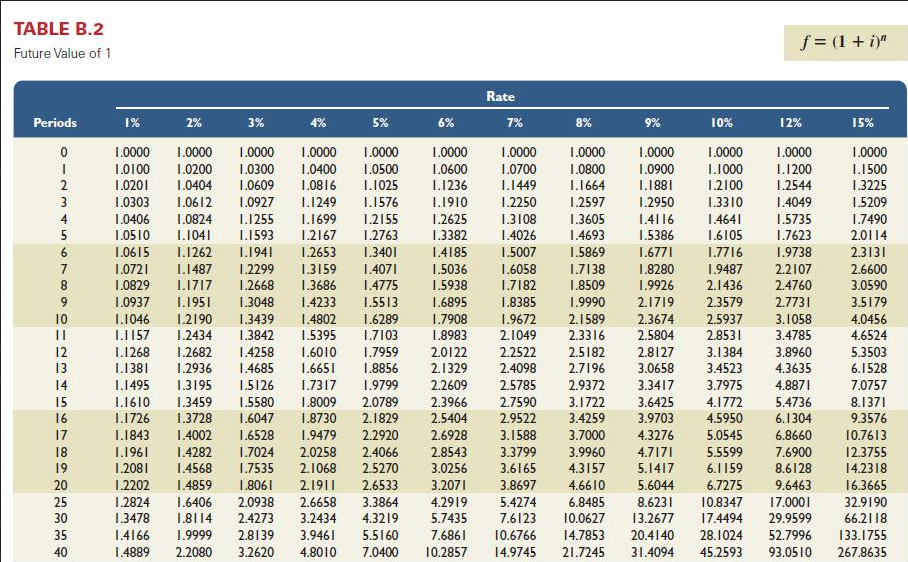 TABLE B.2
Future Value of 1
f = (1 + i)ⁿ
Rate
Periods 1% 2% 3% 4% 5% 6% 7% 8% 9% 10% 12% 15%
0 1.0000 1.0000 1.0000 1.0000 1.0000 1.0000 1.0000 1.0000 1.0000 1.0000 1.0000 1.0000
1 1.0100 1.0200 1.0300 1.0400 1.0500 1.0600 1.0700 1.0800 1.0900 1.1000 1.1200 1.1500
2 1.0201 1.0404 1.0609 1.0816 1.1025 1.1236 1.1449 1.1664 1.1881 1.2100 1.2544 1.3225
3 1.0303 1.0612 1.0927 1.1249 1.1576 1.1910 1.2250 1.2597 1.2950 1.3310 1.4049 1.5209
4 1.0406 1.0824 1.1255 1.1699 1.2155 1.2625 1.3108 1.3605 1.4116 1.4641 1.5735 1.7490
5 1.0510 1.1041 1.1593 1.2167 1.2763 1.3382 1.4026 1.4693 1.5386 1.6105 1.7623 2.0114
6 1.0615 1.1262 1.1941 1.2653 1.3401 1.4185 1.5007 1.5869 1.6771 1.7716 1.9738 2.3131
7 1.0721 1.1487 1.2299 1.3159 1.4071 1.5036 1.6058 1.7138 1.8280 1.9487 2.2107 2.6600
8 1.0829 1.1717 1.2668 1.3686 1.4775 1.5938 1.7182 1.8509 1.9926 2.1436 2.4760 3.0590
9 1.0937 1.1951 1.3048 1.4233 1.5513 1.6895 1.8385 1.9990 2.1719 2.3579 2.7731 3.5179
10 1.1046 1.2190 1.3439 1.4802 1.6289 1.7908 1.9672 2.1589 2.3674 2.5937 3.1058 4.0456
11 1.1157 1.2434 1.3842 1.5395 1.7103 1.8983 2.1049 2.3316 2.5804 2.8531 3.4785 4.6524
12 1.1268 1.2682 1.4258 1.6010 1.7959 2.0122 2.2522 2.5182 2.8127 3.1384 3.8960 5.3503
13 1.1381 1.2936 1.4685 1.6651 1.8856 2.1329 2.4098 2.7196 3.0658 3.4523 4.3635 6.1528
14 1.1495 1.3195 1.5126 1.7317 1.9799 2.2609 2.5785 2.9372 3.3417 3.7975 4.8871 7.0757
15 1.1610 1.3459 1.5580 1.8009 2.0789 2.3966 2.7590 3.1722 3.6425 4.1772 5.4736 8.1371
16 1.1726 1.3728 1.6047 1.8730 2.1829 2.5404 2.9522 3.4259 3.9703 4.5950 6.1304 9.3576
17 1.1843 1.4002 1.6528 1.9479 2.2920 2.6928 3.1588 3.7000 4.3276 5.0545 6.8660 10.7613
18 1.1961 1.4282 1.7024 2.0258 2.4066 2.8543 3.3799 3.9960 4.7171 5.5599 7.6900 12.3755
19 1.2081 1.4568 1.7535 2.1068 2.5270 3.0256 3.6165 4.3157 5.1417 6.1159 8.6128 14.2318
20 1.2202 1.4859 1.8061 2.1911 2.6533 3.2071 3.8697 4.6610 5.6044 6.7275 9.6463 16.3665
25 1.2824 1.6406 2.0938 2.6658 3.3864 4.2919 5.4274 6.8485 8.6231 10.8347 17.0001 32.9190
30 1.3478 1.8114 2.4273 3.2434 4.3219 5.7435 7.6123 10.0627 13.2677 17.4494 29.9599 66.2118
35 1.4166 1.9999 2.8139 3.9461 5.5160 7.6861 10.6766 14.7853 20.4140 28.1024 52.7996 133.1755
40 1.4889 2.2080 3.2620 4.8010 7.0400 10.2857 14.9745 21.7245 31.4094 45.2593 93.0510 267.8635